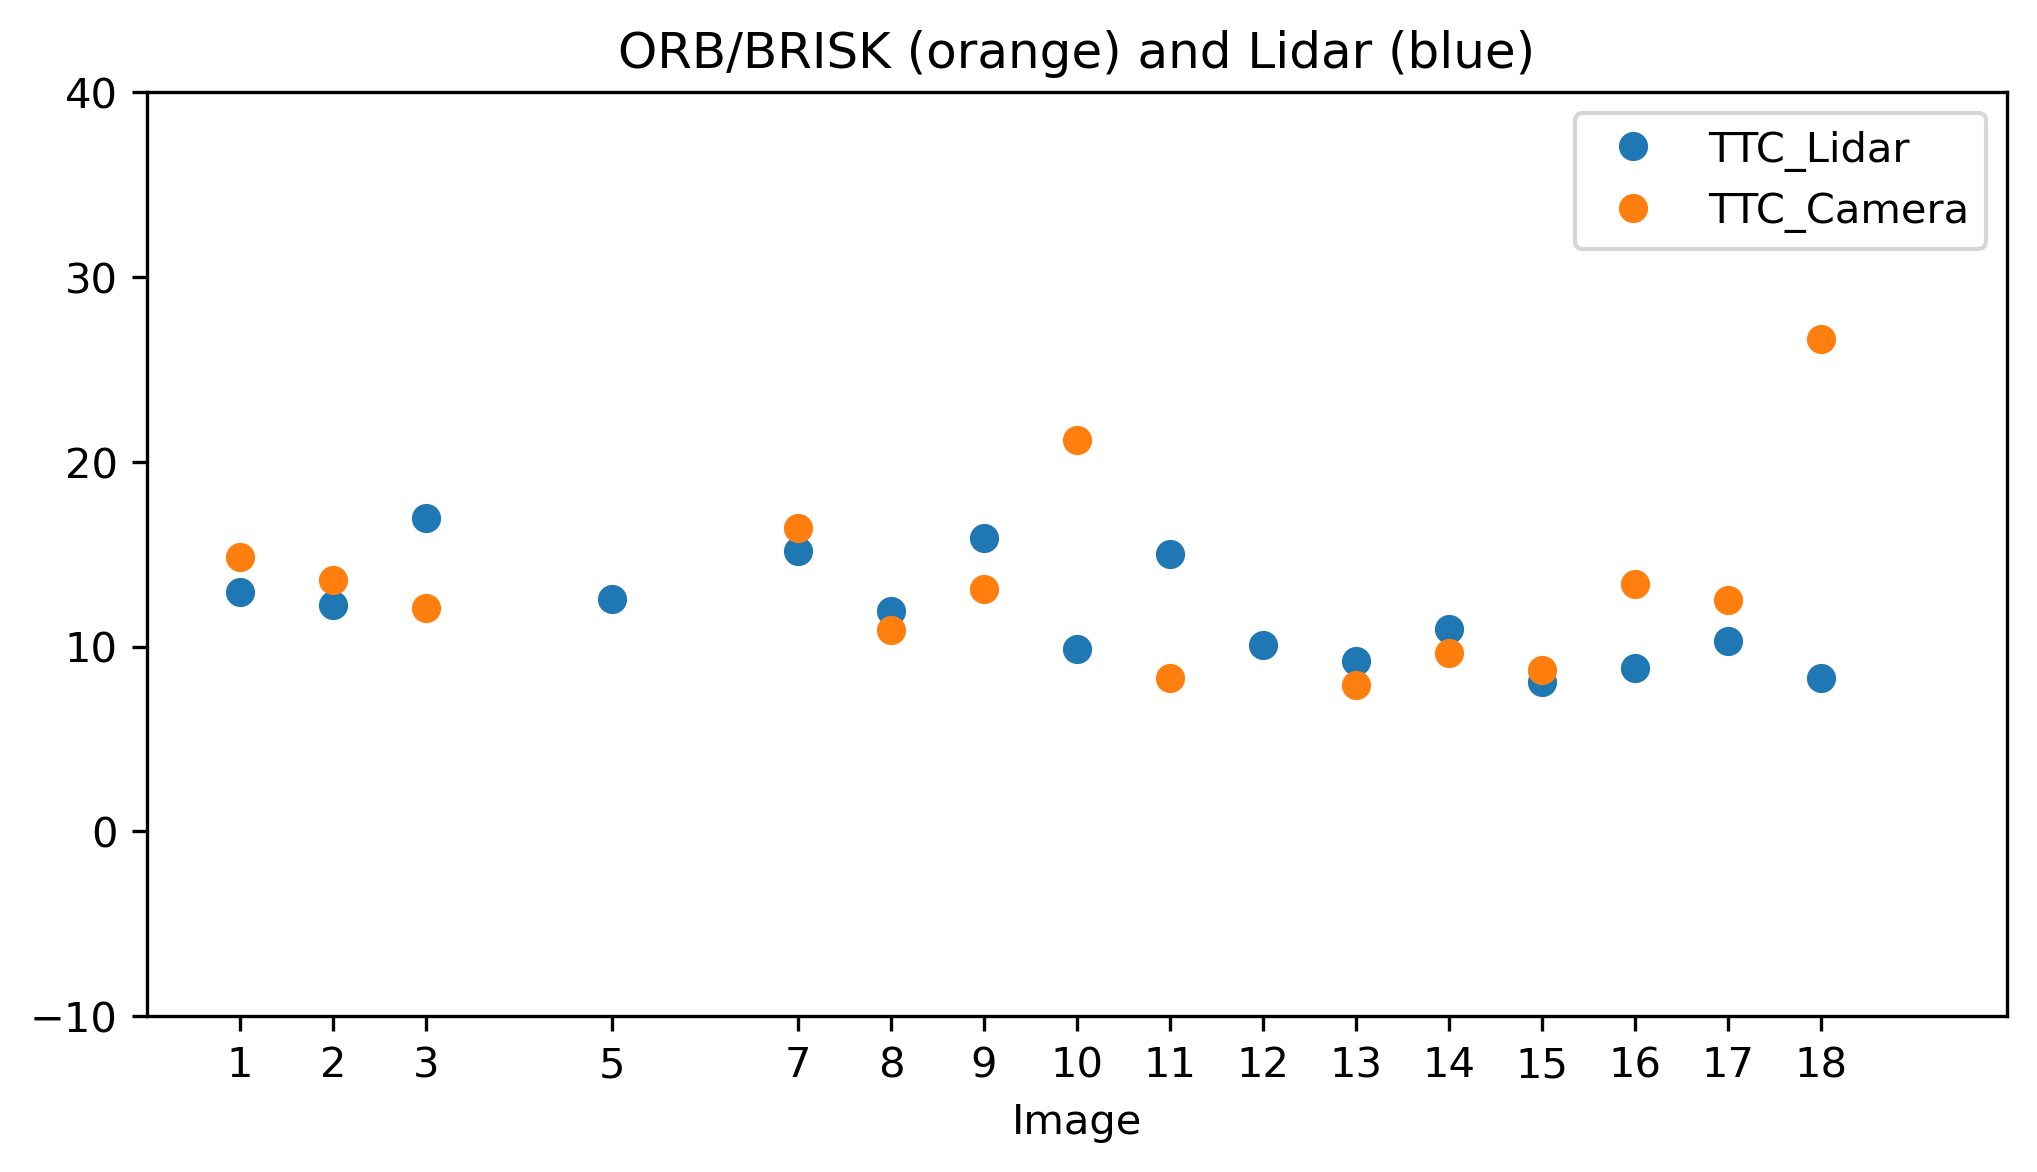 ORB/BRISK (orange) and Lidar (blue)
40
30
20
10
0
−10
TTC_Lidar
TTC_Camera
1 2 3 5 7 8 9 10 11 12 13 14 15 16 17 18
Image